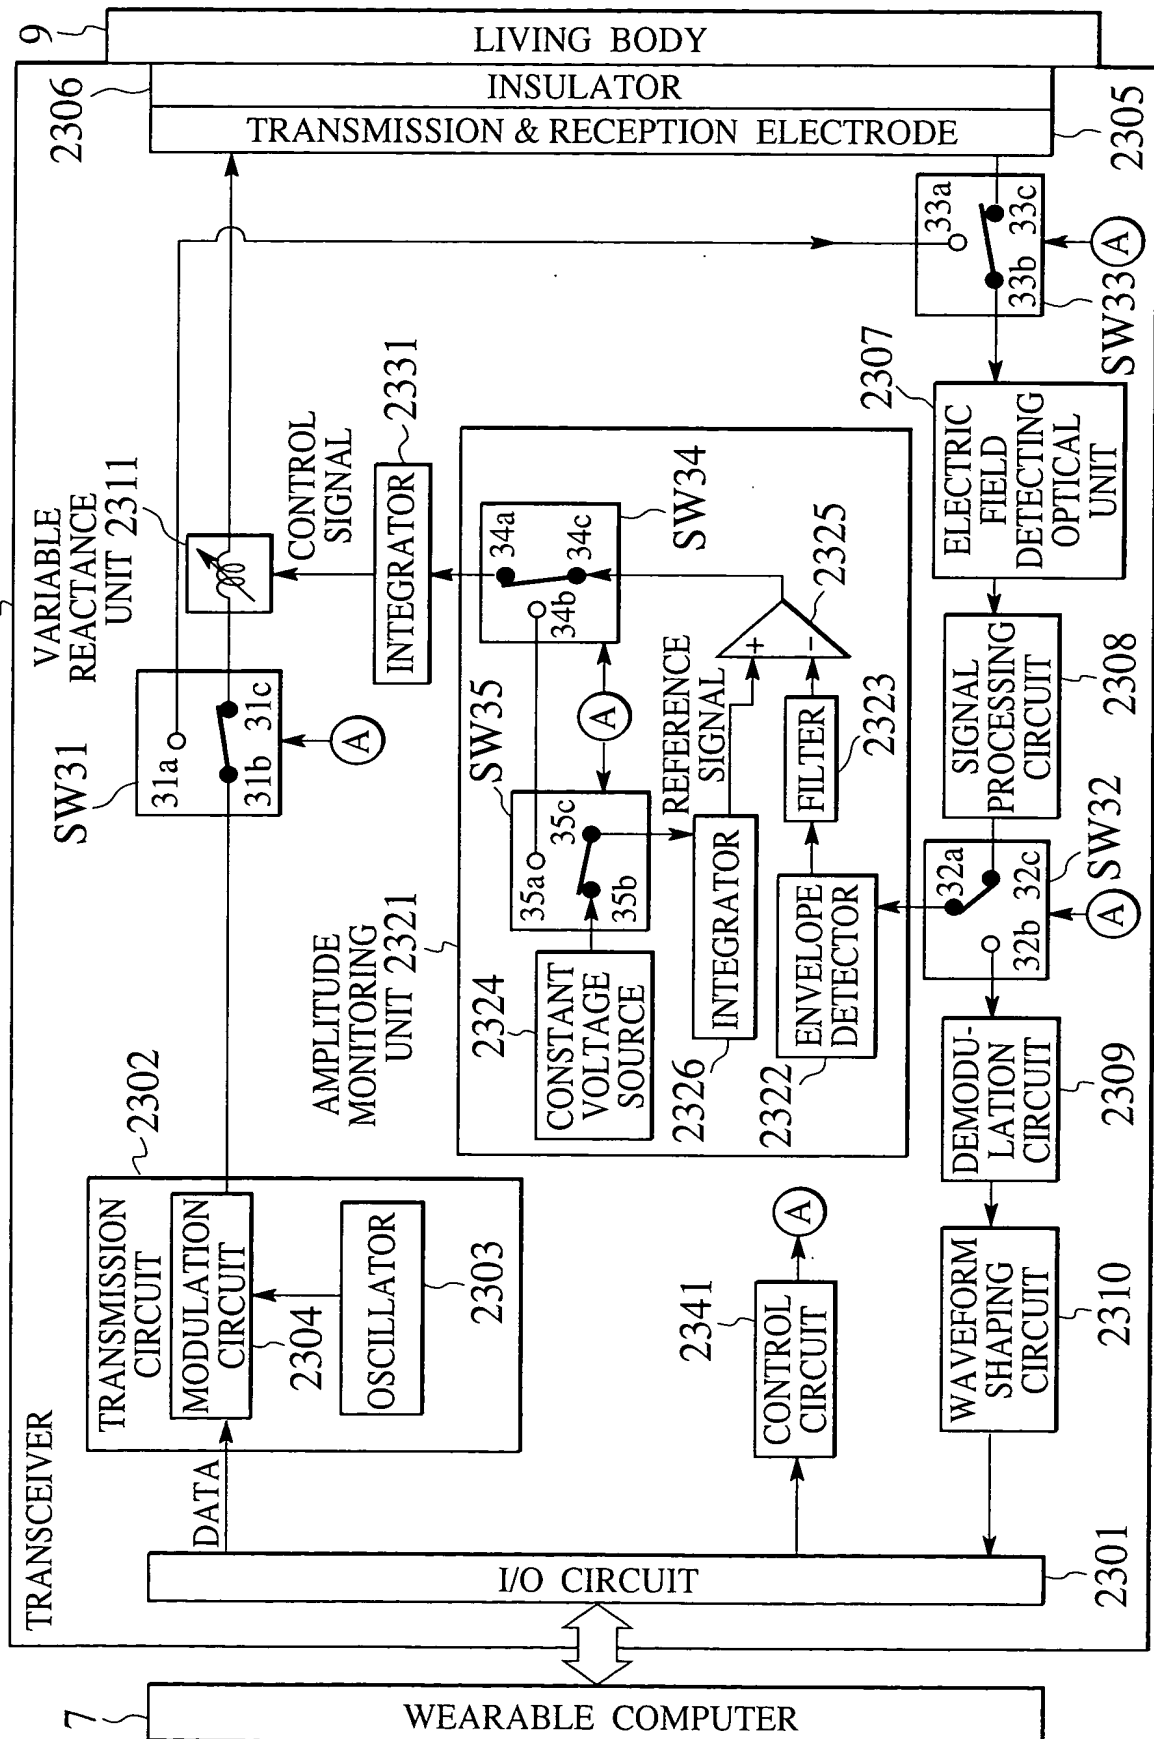 TRANSCEIVER
7
WEARABLE COMPUTER
I/O CIRCUIT
2301
DATA
TRANSMISSION
CIRCUIT
2302
MODULATION
CIRCUIT
2304
OSCILLATOR
2303
CONTROL
CIRCUIT
2341
A
WAVEFORM
SHAPING
CIRCUIT
2310
DEMODU-
LATION
CIRCUIT
2309
SW31
31a
31b
31c
A
VARIABLE
REACTANCE
UNIT 2311
CONTROL
SIGNAL
INTEGRATOR
2331
AMPLITUDE
MONITORING
UNIT 2321
2324
CONSTANT
VOLTAGE
SOURCE
SW35
35a
35b
35c
A
SW34
34a
34b
34c
REFERENCE
SIGNAL
INTEGRATOR
2326
ENVELOPE
DETECTOR
2322
FILTER
2323
+
-
2325
SW32
32a
32b
32c
A
SIGNAL
PROCESSING
CIRCUIT
2308
ELECTRIC
FIELD
DETECTING
OPTICAL
UNIT
2307
SW33
33a
33b
33c
A
TRANSMISSION & RECEPTION ELECTRODE
2305
INSULATOR
2306
LIVING BODY
9